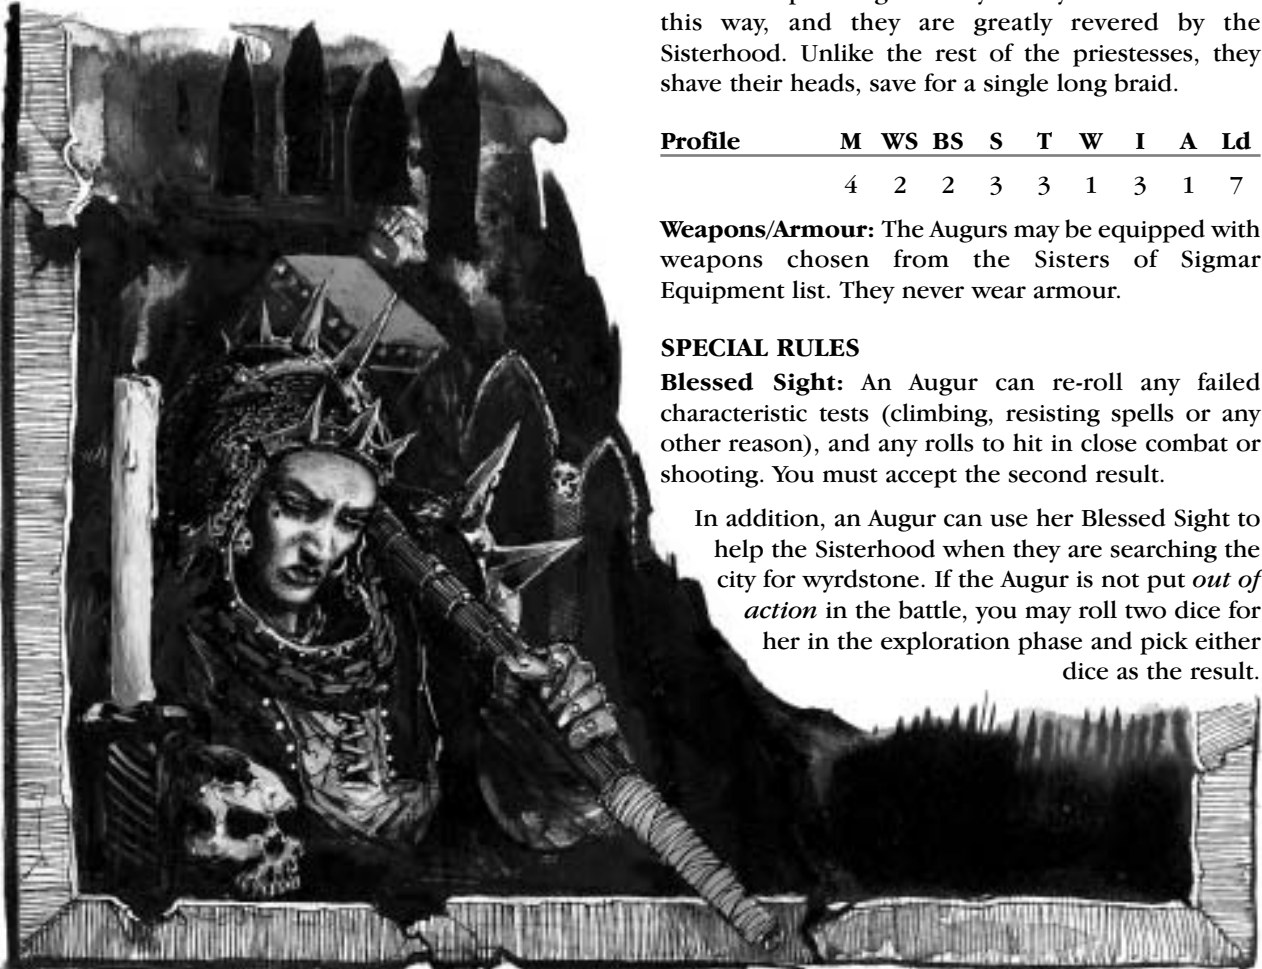 this way, and they are greatly revered by the
Sisterhood. Unlike the rest of the priestesses, they
shave their heads, save for a single long braid.
Profile M WS BS S T W I A Ld
4 2 2 3 3 1 3 1 7
Weapons/Armour: The Augurs may be equipped with
weapons chosen from the Sisters of Sigmar
Equipment list. They never wear armour.
SPECIAL RULES
Blessed Sight: An Augur can re-roll any failed
characteristic tests (climbing, resisting spells or any
other reason), and any rolls to hit in close combat or
shooting. You must accept the second result.
In addition, an Augur can use her Blessed Sight to
help the Sisterhood when they are searching the
city for wyrdstone. If the Augur is not put out of
action in the battle, you may roll two dice for
her in the exploration phase and pick either
dice as the result.